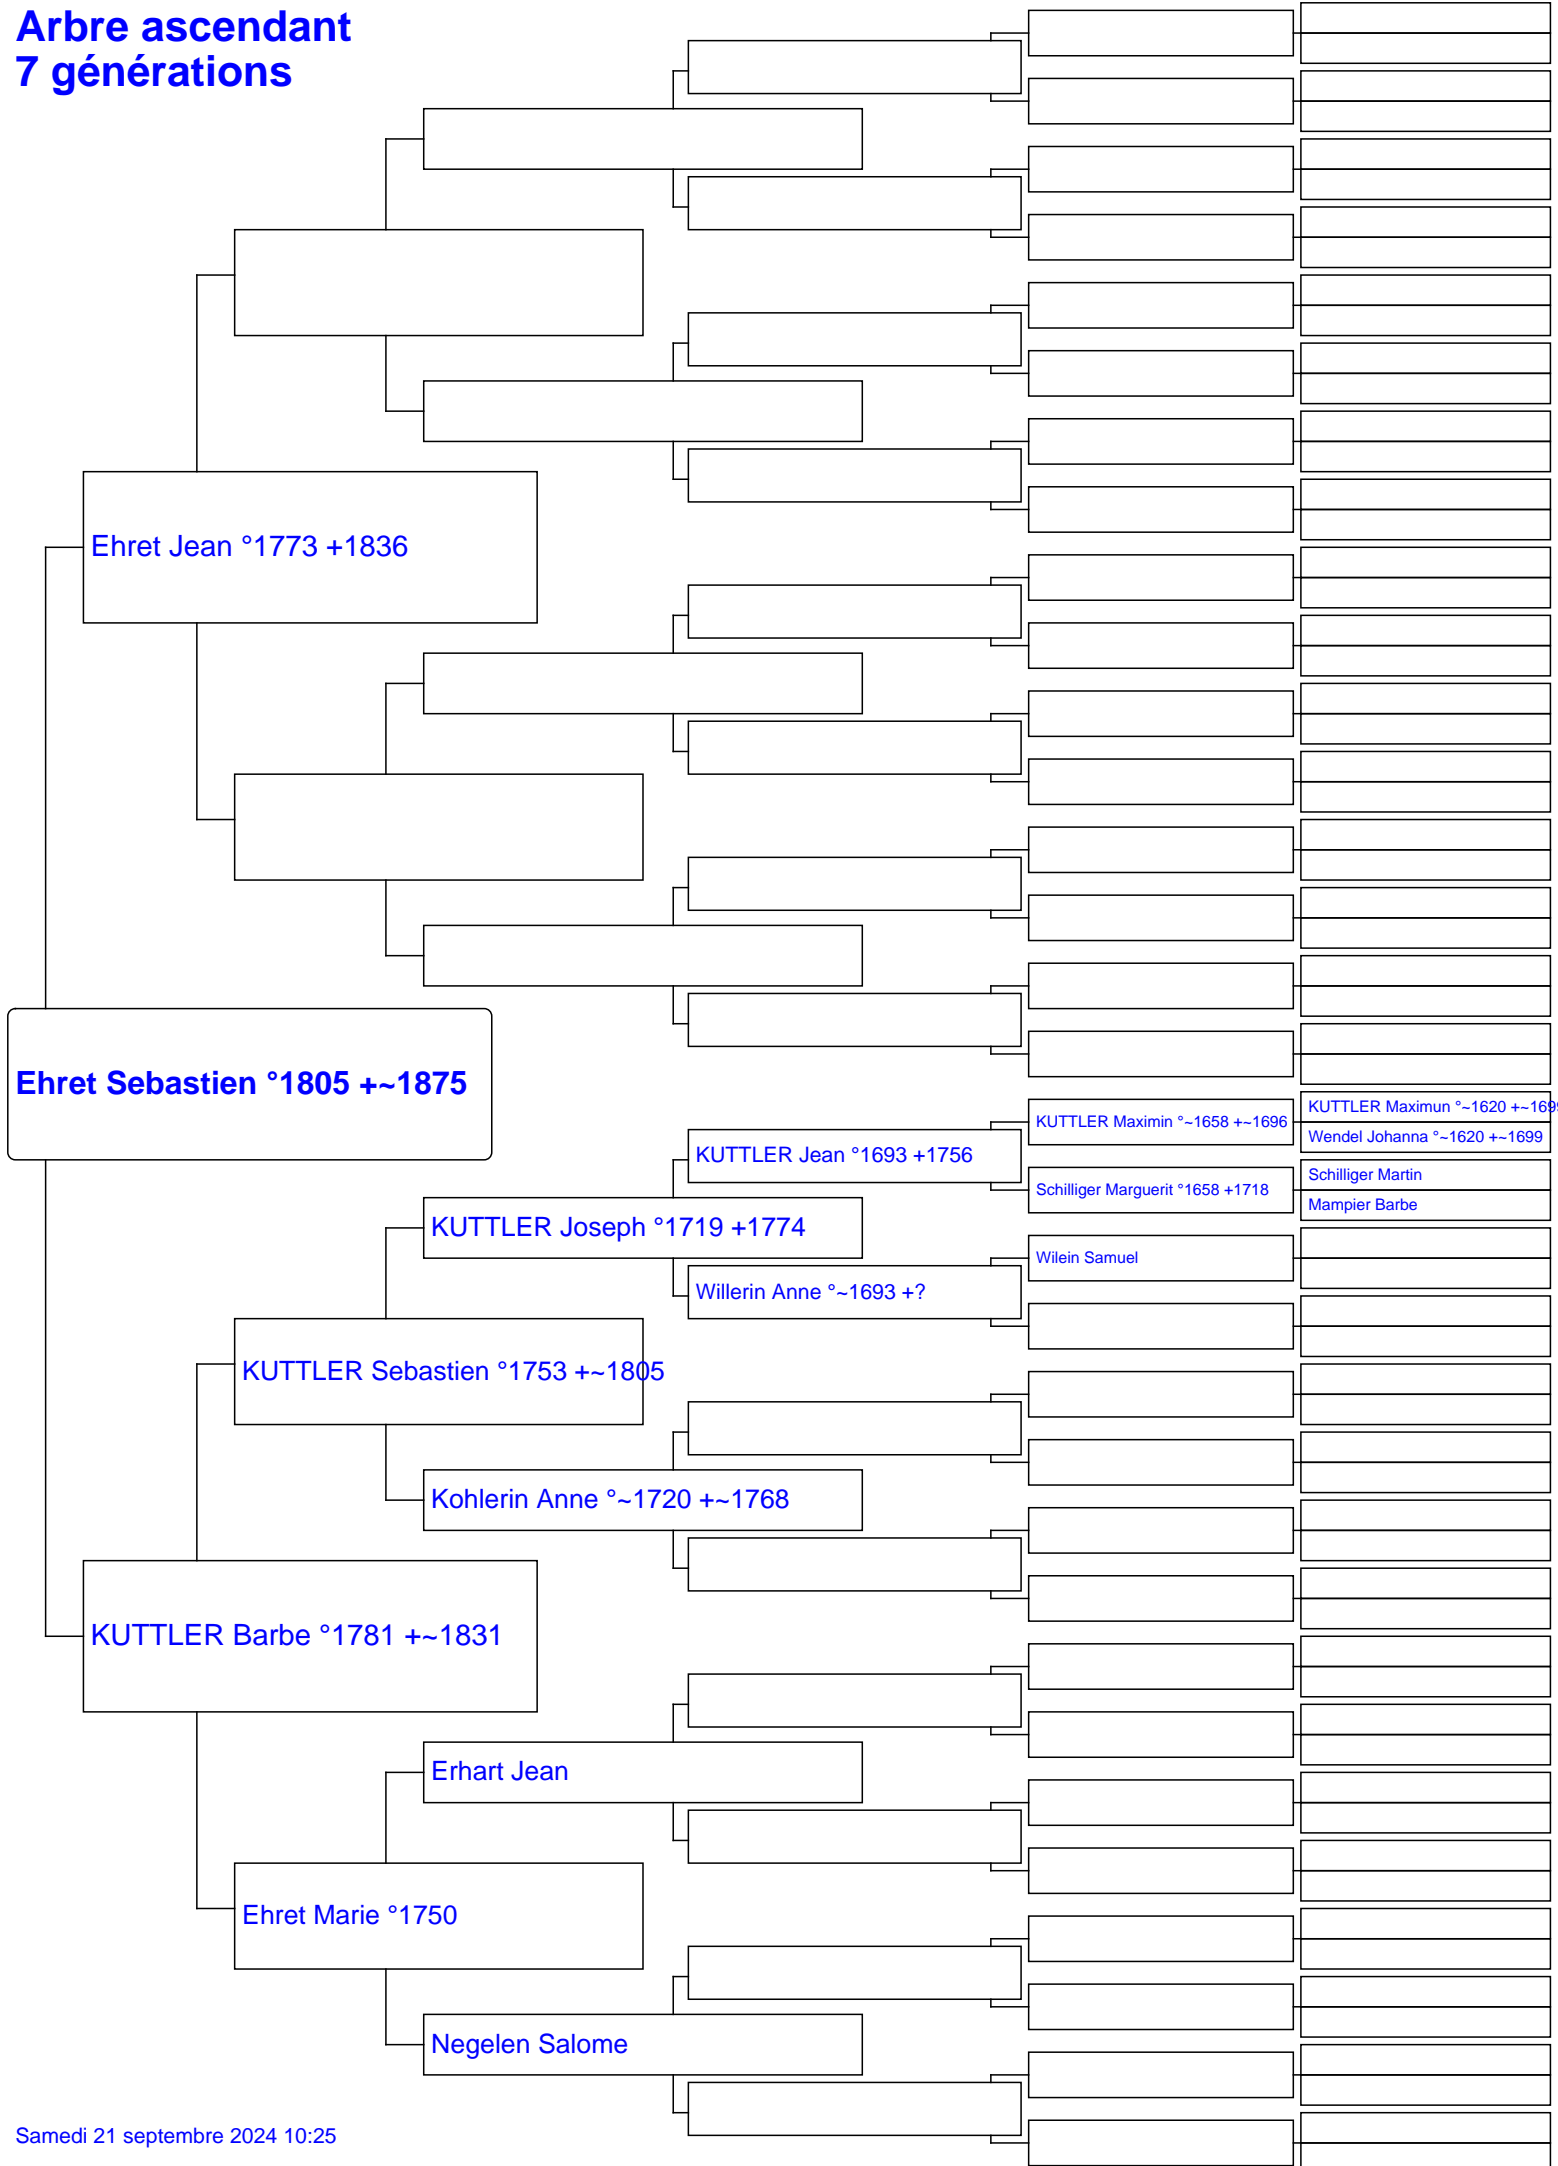 Arbre ascendant
7 générations
Ehret Jean °1773 +1836
Ehret Sebastien °1805 +~1875
KUTTLER Maximun °~1620 +~1699
KUTTLER Maximin °~1658 +~1696
Wendel Johanna °~1620 +~1699
KUTTLER Jean °1693 +1756
Schilliger Martin
Schilliger Marguerit °1658 +1718
Mampier Barbe
KUTTLER Joseph °1719 +1774
Wilein Samuel
Willerin Anne °~1693 +?
KUTTLER Sebastien °1753 +~1805
Kohlerin Anne °~1720 +~1768
KUTTLER Barbe °1781 +~1831
Erhart Jean
Ehret Marie °1750
Negelen Salome
Samedi 21 septembre 2024 10:25